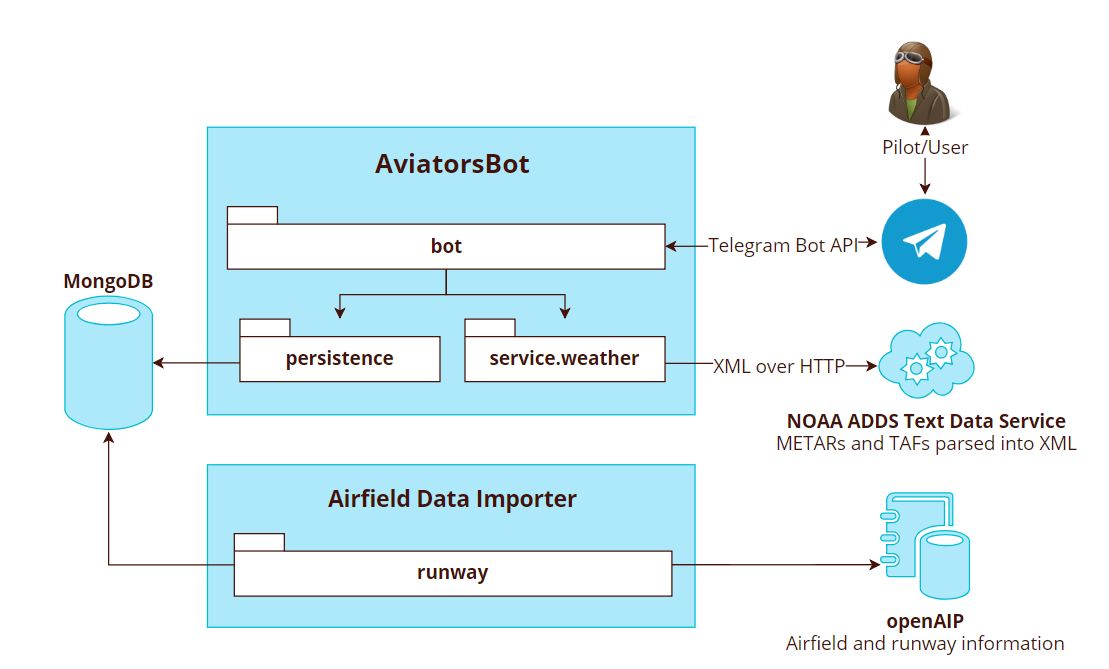 Pilot/User
AviatorsBot
bot
Telegram Bot API
MongoDB
persistence
service.weather
XML over HTTP
NOAA ADDS Text Data Service
METARs and TAFs parsed into XML
Airfield Data Importer
runway
openAIP
Airfield and runway information